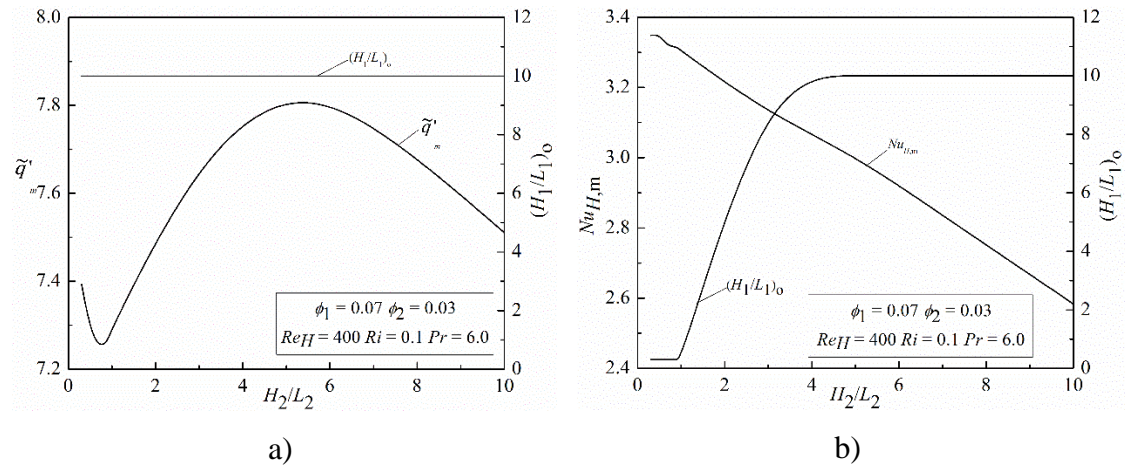 8.0
7.8
7.6
7.4
7.2
q̃'m
12
10
8
6
4
2
0
(H1/L1)o
(H1/L1)o
q̃'m
ϕ1 = 0.07 ϕ2 = 0.03
ReH = 400 Ri = 0.1 Pr = 6.0
0 2 4 6 8 10
H2/L2
a)
3.4
3.2
3.0
2.8
2.6
2.4
NuH,m
12
10
8
6
4
2
0
(H1/L1)o
NuH,m
(H1/L1)o
ϕ1 = 0.07 ϕ2 = 0.03
ReH = 400 Ri = 0.1 Pr = 6.0
0 2 4 6 8 10
H2/L2
b)